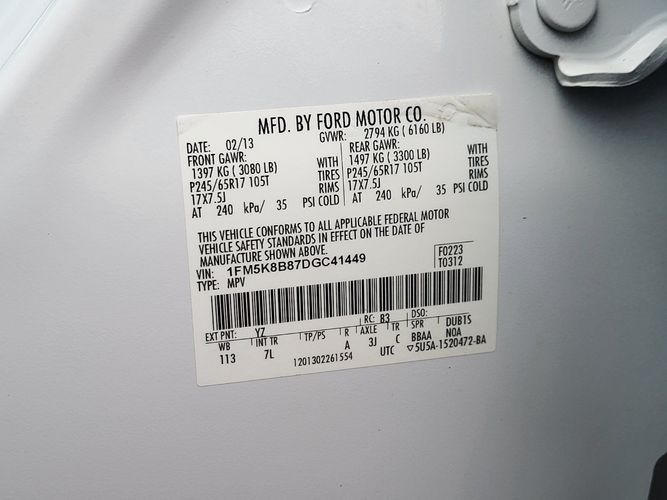 MFD. BY FORD MOTOR CO.
DATE: 02/13 GVWR: 2794 KG ( 6160 LB)
FRONT GAWR: REAR GAWR:
1397 KG ( 3080 LB) WITH 1497 KG ( 3300 LB) WITH
P245/65R17 105T TIRES P245/65R17 105T TIRES
17X7.5J RIMS 17X7.5J RIMS
AT 240 kPa/ 35 PSI COLD AT 240 kPa/ 35 PSI COLD
THIS VEHICLE CONFORMS TO ALL APPLICABLE FEDERAL MOTOR
VEHICLE SAFETY STANDARDS IN EFFECT ON THE DATE OF
MANUFACTURE SHOWN ABOVE.
VIN: 1FM5K8B87DGC41449 F0223
TYPE: MPV T0312
EXT PNT: YZ RC: 83 DSO:
WB INT TR TP/PS R AXLE TR SPR DUB1S
113 7L A 3J C BBAA NOA
1201302261554 UTC ▽5U5A-1520472-BA